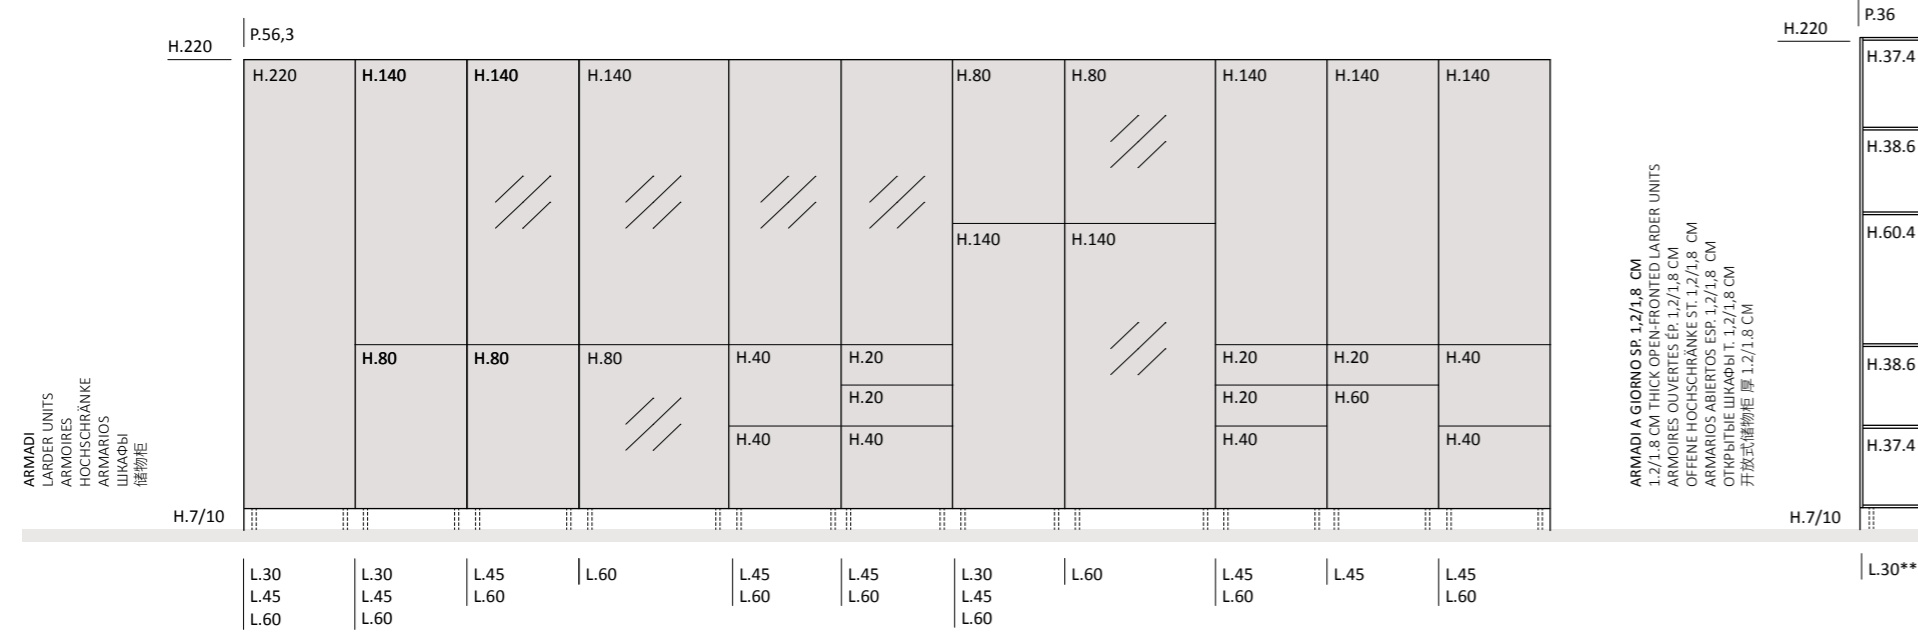 P.36
H.220
P.56,3
H.220
H.220
H.140
H.140
H.140
H.80
H.80
H.140
H.140
H.140
H.37.4
H.38.6
H.140
H.140
H.60.4
H.80
H.80
H.80
H.40
H.20
H.20
H.20
H.40
H.38.6
H.20
H.20
H.60
H.40
H.40
H.40
H.40
H.37.4
ARMADI
LARDER UNITS
ARMOIRES
HOCHSCHRÄNKE
ARMARIOS
ШКАФЫ
储物柜
ARMADI A GIORNO SP. 1,2/1,8 CM
1.2/1.8 CM THICK OPEN-FRONTED LARDER UNITS
ARMOIRES OUVERTES ÉP. 1,2/1,8 CM
OFFENE HOCHSCHRÄNKE ST. 1,2/1,8 CM
ARMARIOS ABIERTOS ESP. 1,2/1,8 CM
ОТКРЫТЫЕ ШКАФЫ Т. 1,2/1,8 CM
开放式储物柜 厚 1.2/1.8 CM
H.7/10
H.7/10
L.30
L.45
L.60
L.30
L.45
L.60
L.45
L.60
L.60
L.45
L.60
L.45
L.60
L.30
L.45
L.60
L.60
L.45
L.60
L.45
L.45
L.60
L.30**